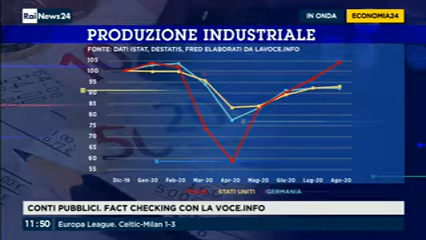 Rai News24
IN ONDA
ECONOMIA24
PRODUZIONE INDUSTRIALE
FONTE: DATI ISTAT, DESTATIS, FRED ELABORATI DA LAVOCE.INFO
105
100
95
90
85
80
75
70
65
60
55
Dic-19 Gen-20 Feb-20 Mar-20 Apr-20 Mag-20 Giu-20 Lug-20 Ago-20
STATI UNITI GERMANIA
CONTI PUBBLICI. FACT CHECKING CON LA VOCE.INFO
11:50 Europa League. Celtic-Milan 1-3